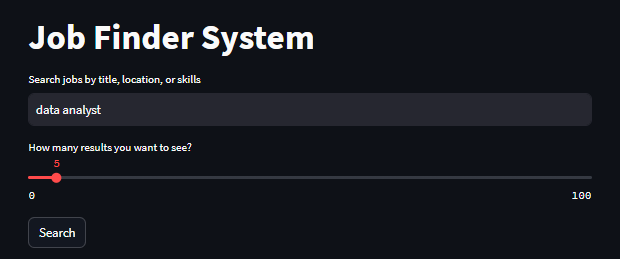 Job Finder System
Search jobs by title, location, or skills
data analyst
How many results you want to see?
5
0 100
Search